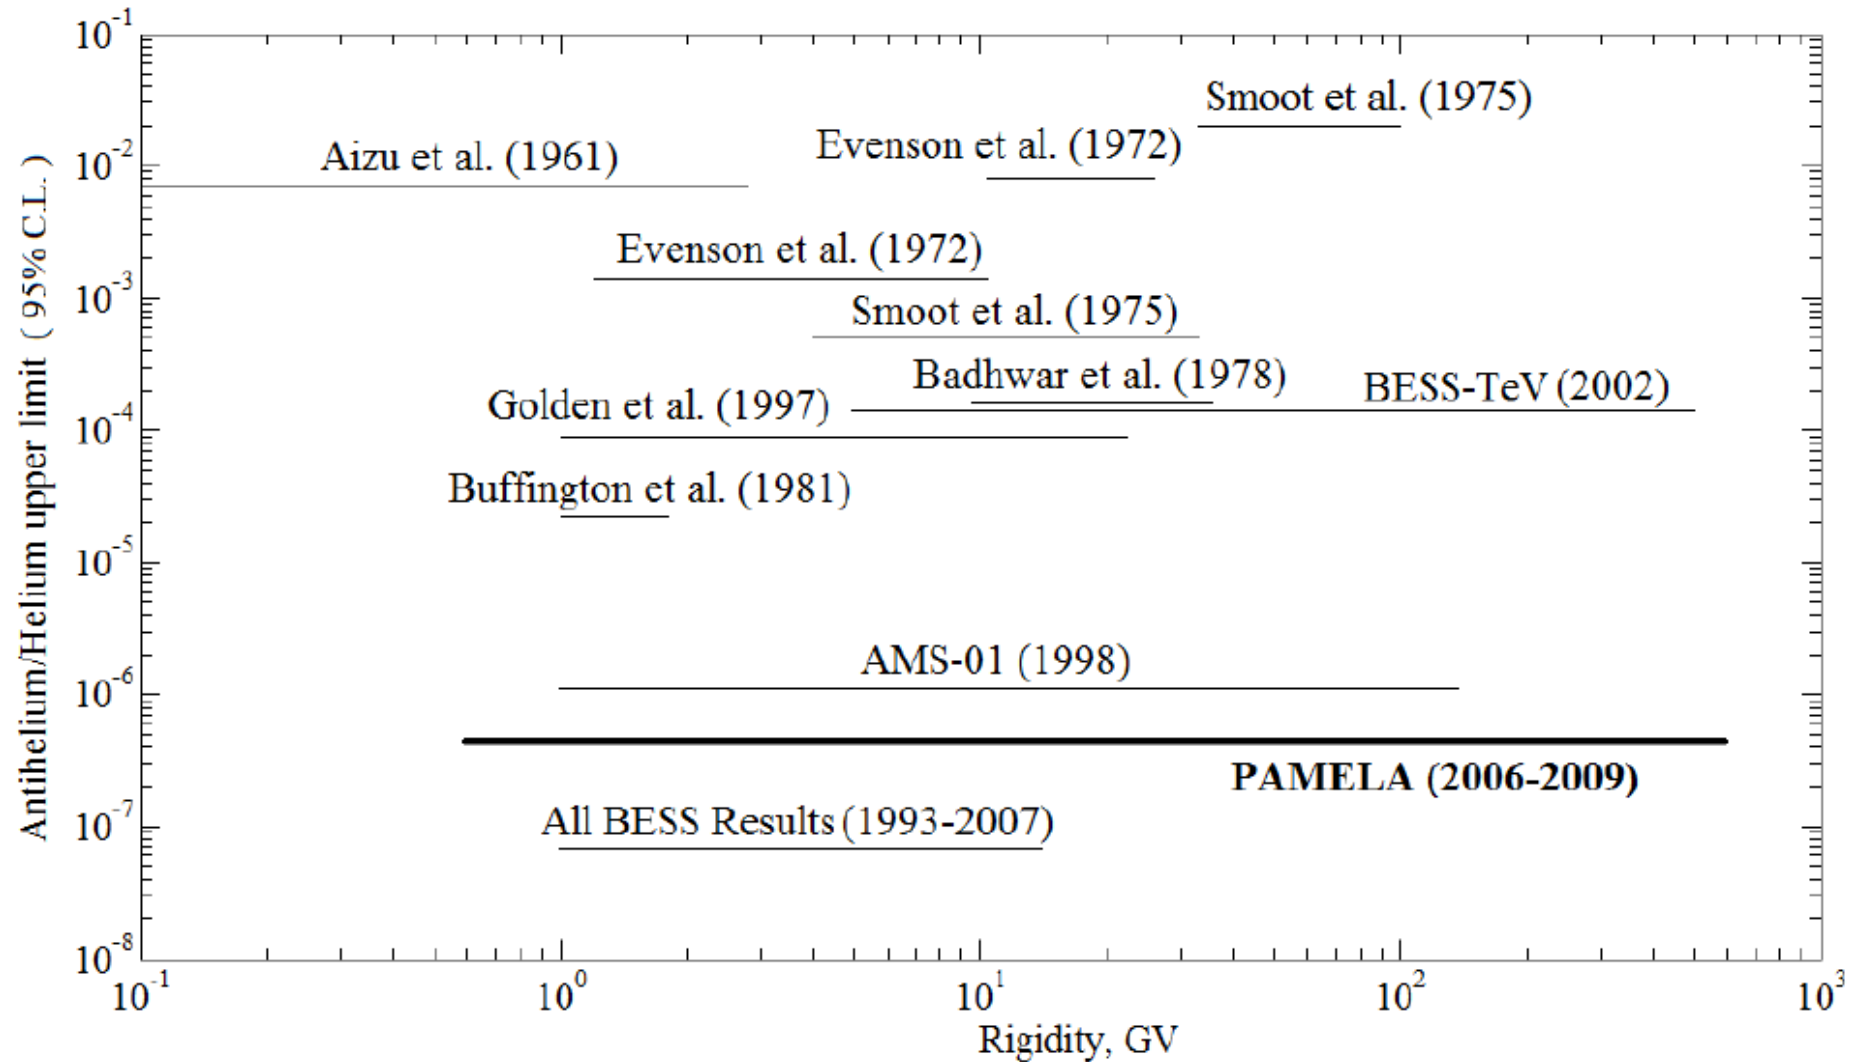 10^-1
Smoot et al. (1975)
Evenson et al. (1972)
10^-2
Aizu et al. (1961)
Evenson et al. (1972)
10^-3
Smoot et al. (1975)
Badhwar et al. (1978)
BESS-TeV (2002)
Golden et al. (1997)
10^-4
Buffington et al. (1981)
10^-5
AMS-01 (1998)
10^-6
PAMELA (2006-2009)
All BESS Results (1993-2007)
10^-7
10^-8
10^-1 10^0 10^1 10^2 10^3
Rigidity, GV
Antihelium/Helium upper limit ( 95% C.L. )